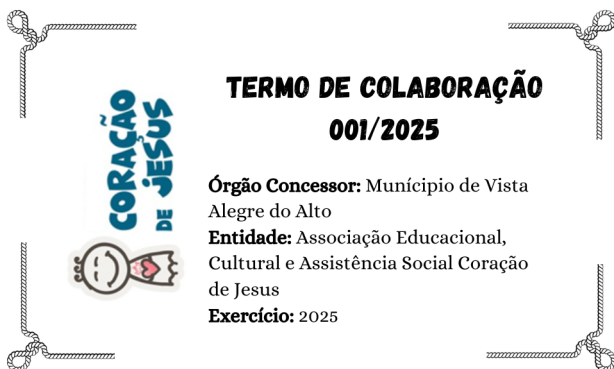 CORAÇÃO
DE JESUS
TERMO DE COLABORAÇÃO
001/2025
Órgão Concessor: Munícipio de Vista
Alegre do Alto
Entidade: Associação Educacional,
Cultural e Assistência Social Coração
de Jesus
Exercício: 2025